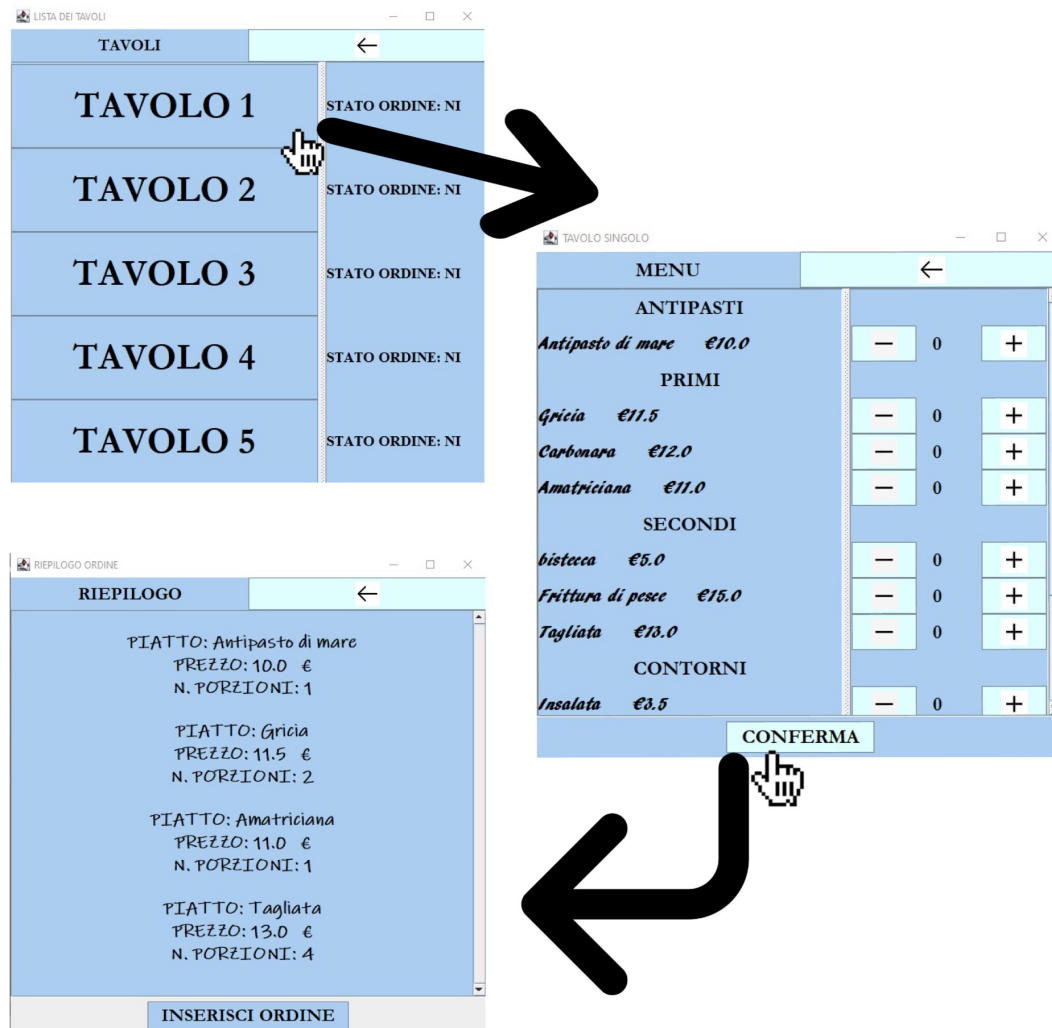 LISTA DEI TAVOLI
TAVOLI
TAVOLO 1 STATO ORDINE: NI
TAVOLO 2 STATO ORDINE: NI
TAVOLO 3 STATO ORDINE: NI
TAVOLO 4 STATO ORDINE: NI
TAVOLO 5 STATO ORDINE: NI
TAVOLO SINGOLO
MENU
ANTIPASTI
Antipasto di mare €10.0 — 0 +
PRIMI
Gricia €11.5 — 0 +
Carbonara €12.0 — 0 +
Amatriciana €11.0 — 0 +
SECONDI
bistecca €5.0 — 0 +
Frittura di pesce €15.0 — 0 +
Tagliata €13.0 — 0 +
CONTORNI
Insalata €3.5 — 0 +
CONFERMA
RIEPILOGO ORDINE
RIEPILOGO
PIATTO: Antipasto di mare
PREZZO: 10.0 €
N. PORZIONI: 1
PIATTO: Gricia
PREZZO: 11.5 €
N. PORZIONI: 2
PIATTO: Amatriciana
PREZZO: 11.0 €
N. PORZIONI: 1
PIATTO: Tagliata
PREZZO: 13.0 €
N. PORZIONI: 4
INSERISCI ORDINE